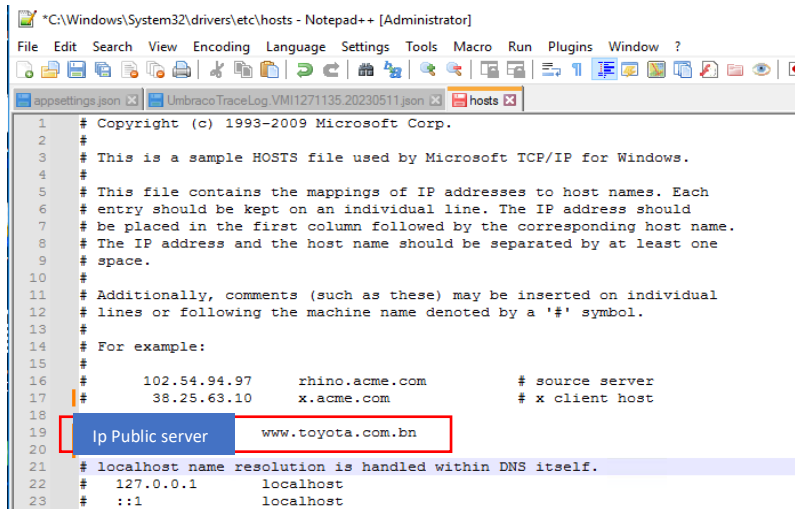 *C:\Windows\System32\drivers\etc\hosts - Notepad++ [Administrator]
File Edit Search View Encoding Language Settings Tools Macro Run Plugins Window ?
appsettings.json UmbracoTraceLog.VMI1271135.20230511.json hosts
1 # Copyright (c) 1993-2009 Microsoft Corp.
2 #
3 # This is a sample HOSTS file used by Microsoft TCP/IP for Windows.
4 #
5 # This file contains the mappings of IP addresses to host names. Each
6 # entry should be kept on an individual line. The IP address should
7 # be placed in the first column followed by the corresponding host name.
8 # The IP address and the host name should be separated by at least one
9 # space.
10 #
11 # Additionally, comments (such as these) may be inserted on individual
12 # lines or following the machine name denoted by a '#' symbol.
13 #
14 # For example:
15 #
16 # 102.54.94.97 rhino.acme.com # source server
17 # 38.25.63.10 x.acme.com # x client host
18
19 Ip Public server www.toyota.com.bn
20
21 # localhost name resolution is handled within DNS itself.
22 # 127.0.0.1 localhost
23 # ::1 localhost